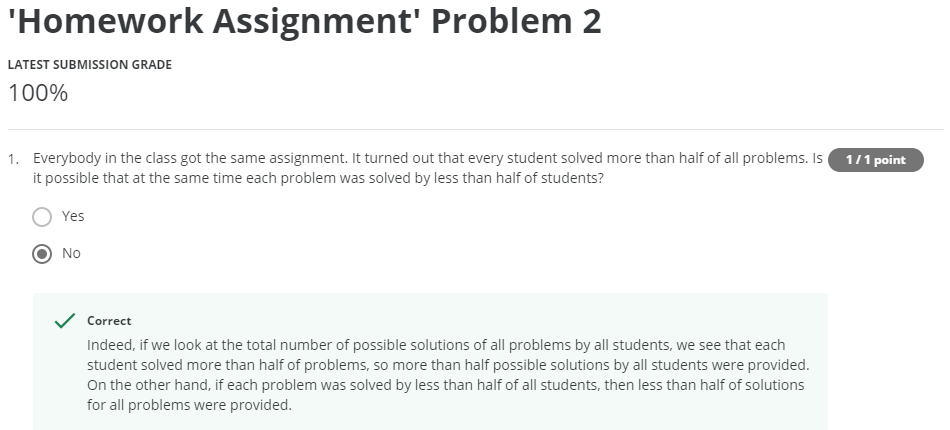 'Homework Assignment' Problem 2
LATEST SUBMISSION GRADE
100%
1. Everybody in the class got the same assignment. It turned out that every student solved more than half of all problems. Is 1 / 1 point
it possible that at the same time each problem was solved by less than half of students?
Yes
No
Correct
Indeed, if we look at the total number of possible solutions of all problems by all students, we see that each
student solved more than half of problems, so more than half possible solutions by all students were provided.
On the other hand, if each problem was solved by less than half of all students, then less than half of solutions
for all problems were provided.